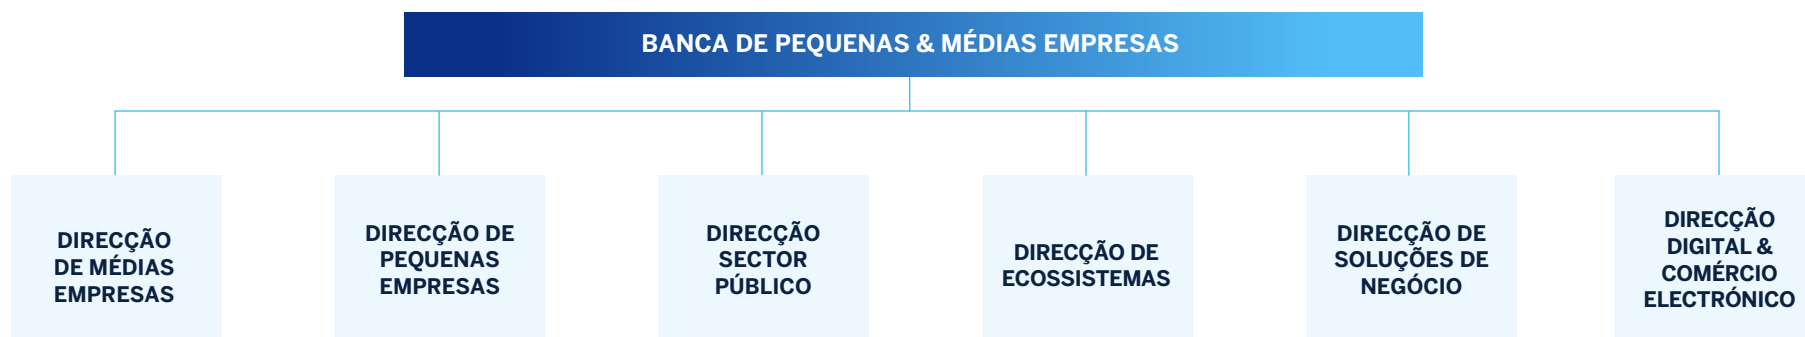 BANCA DE PEQUENAS & MÉDIAS EMPRESAS
DIRECÇÃO
DE MÉDIAS
EMPRESAS
DIRECÇÃO DE
PEQUENAS
EMPRESAS
DIRECÇÃO
SECTOR
PÚBLICO
DIRECÇÃO DE
ECOSSISTEMAS
DIRECÇÃO DE
SOLUÇÕES DE
NEGÓCIO
DIRECÇÃO
DIGITAL &
COMÉRCIO
ELECTRÓNICO